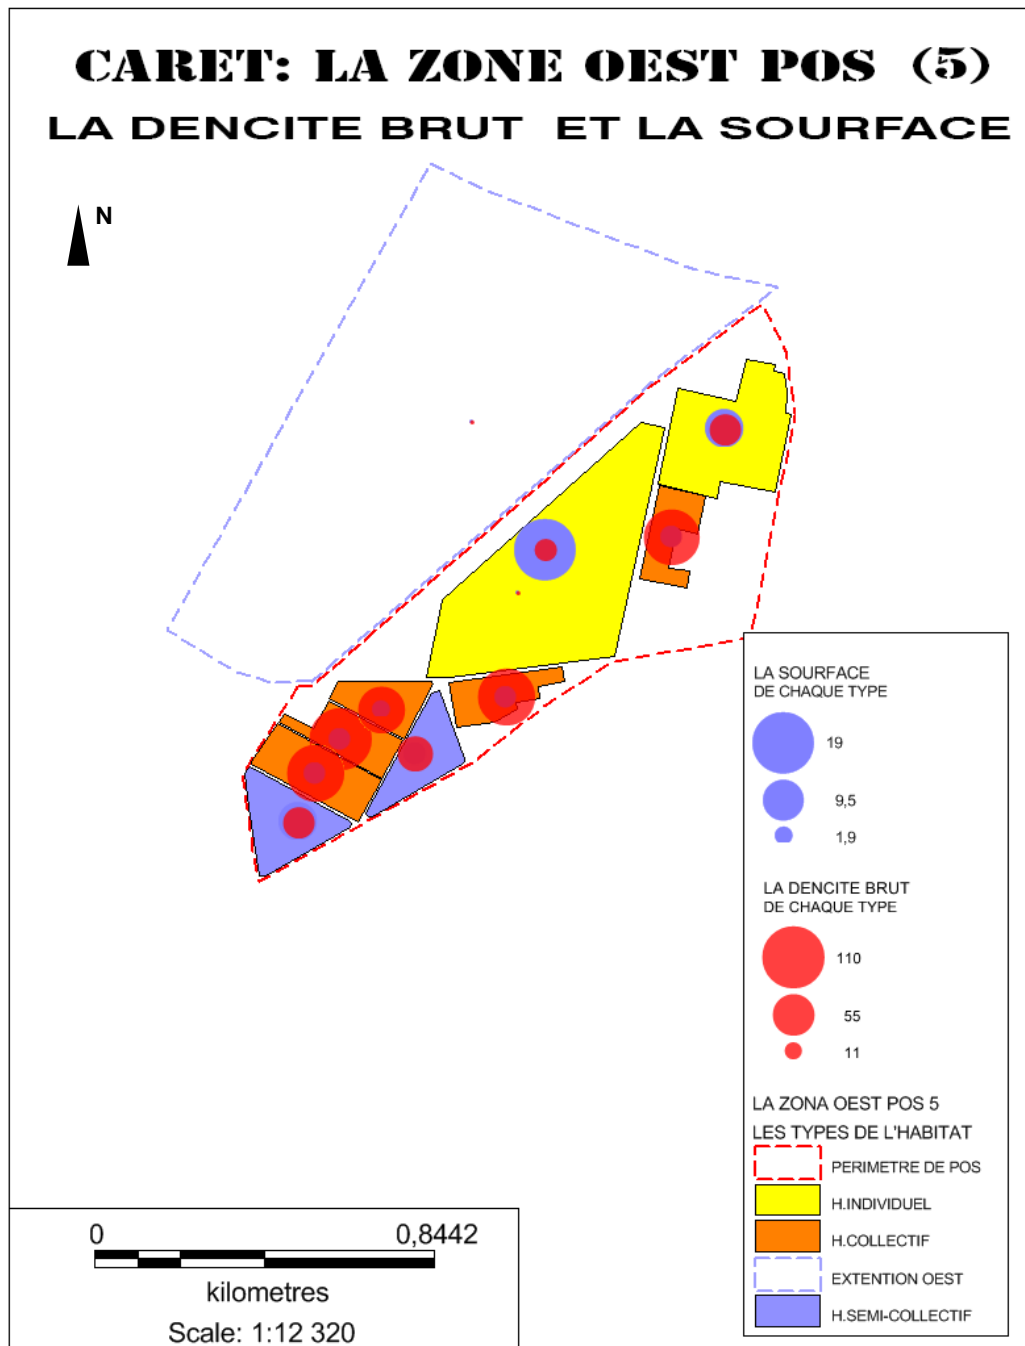 CARET: LA ZONE OEST POS (5)
LA DENCITE BRUT ET LA SOURFACE
N
LA SOURFACE
DE CHAQUE TYPE
19
9,5
1,9
LA DENCITE BRUT
DE CHAQUE TYPE
110
55
11
LA ZONA OEST POS 5
LES TYPES DE L'HABITAT
PERIMETRE DE POS
H.INDIVIDUEL
H.COLLECTIF
EXTENTION OEST
H.SEMI-COLLECTIF
0 0,8442
kilometres
Scale: 1:12 320